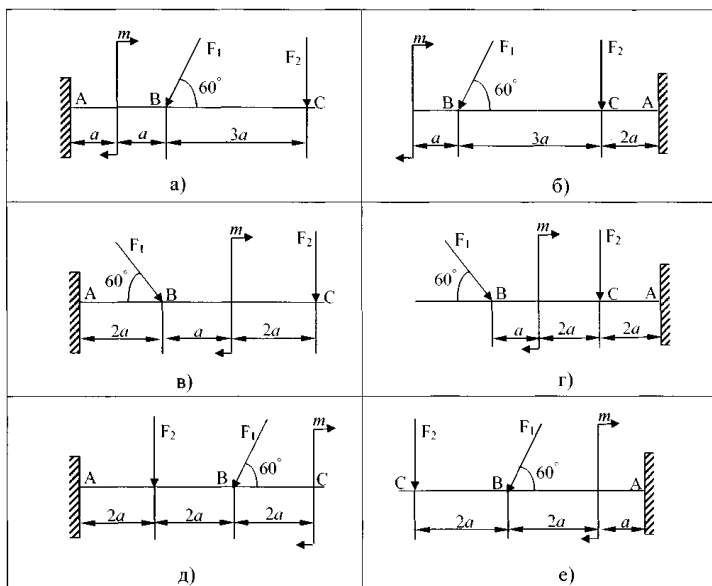 m F₁ F₂
60°
A B C
a a 3a
а)
m F₁ F₂
60°
B C A
a 3a 2a
б)
F₁ m F₂
60°
A B C
2a a 2a
в)
F₁ m F₂
60°
B C A
a 2a 2a
г)
F₂ F₁ m
60°
A B C
2a 2a 2a
д)
F₂ F₁ m
60°
C B A
2a 2a a
е)